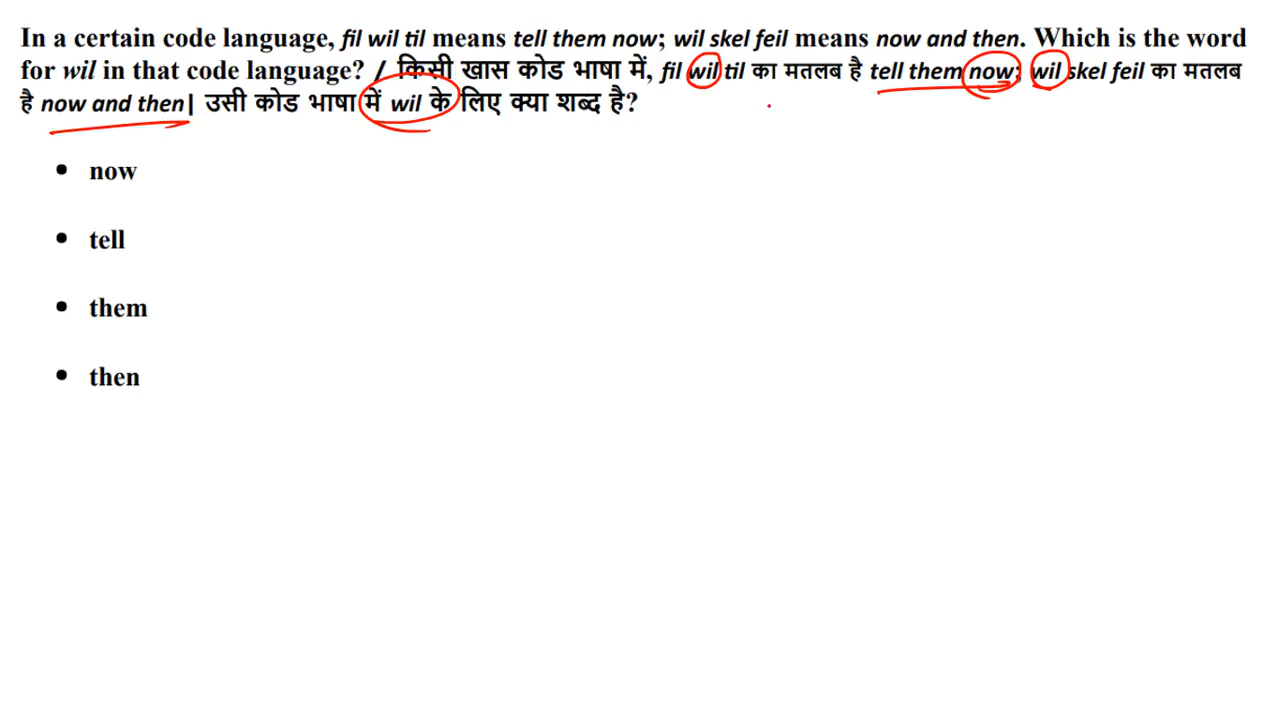 In a certain code language, fil wil til means tell them now; wil skel feil means now and then. Which is the word
for wil in that code language? / किसी खास कोड भाषा में, fil wil til का मतलब है tell them now; wil skel feil का मतलब
है now and then| उसी कोड भाषा में wil के लिए क्या शब्द है?
• now
• tell
• them
• then